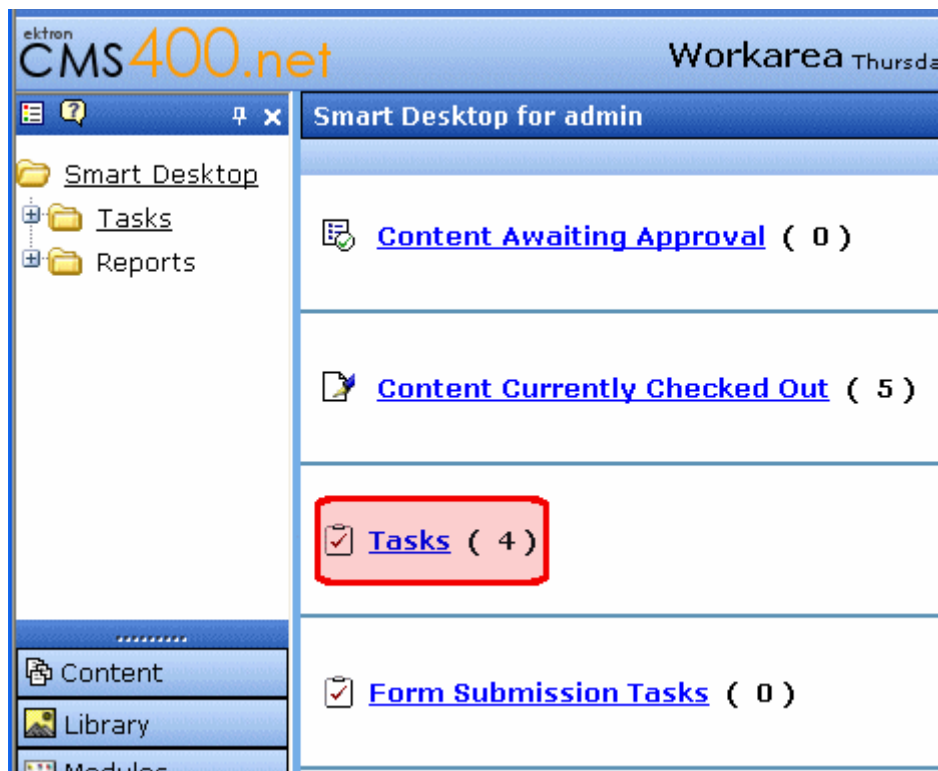 ektron
CMS400.net
Workarea Thursda
Smart Desktop for admin
Smart Desktop
Tasks
Reports
Content Awaiting Approval ( 0 )
Content Currently Checked Out ( 5 )
Tasks ( 4 )
Form Submission Tasks ( 0 )
Content
Library
Modules